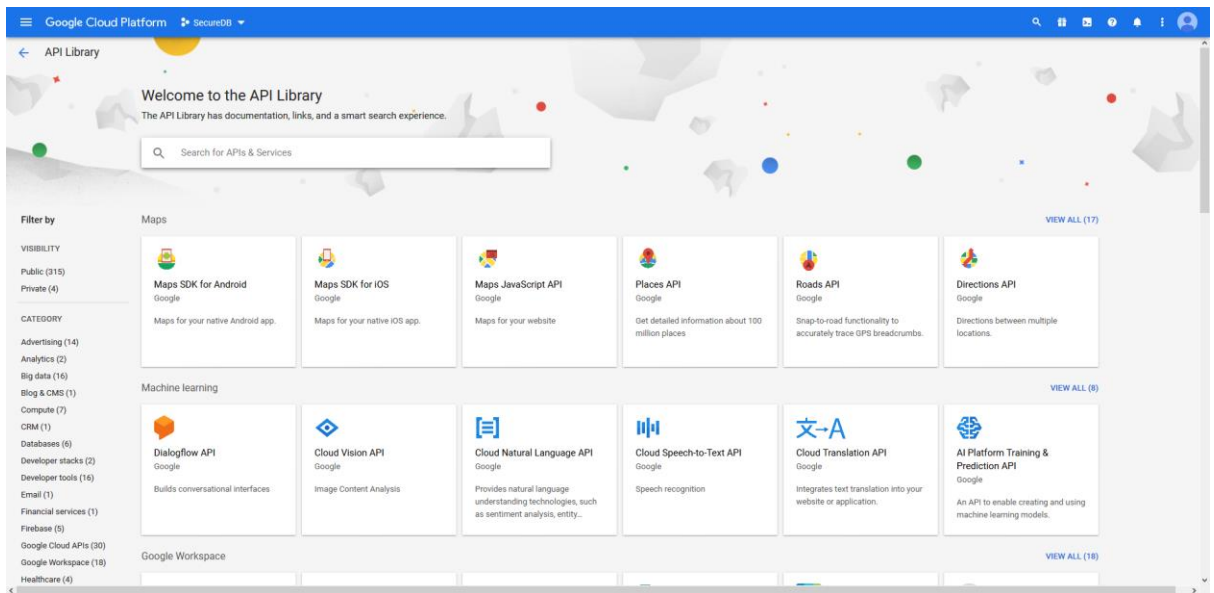 Google Cloud Platform
SecureDB
API Library
Welcome to the API Library
The API Library has documentation, links, and a smart search experience.
Search for APIs & Services
Filter by
VISIBILITY
Public (315)
Private (4)
CATEGORY
Advertising (14)
Analytics (2)
Big data (16)
Blog & CMS (1)
Compute (7)
CRM (1)
Databases (6)
Developer stacks (2)
Developer tools (16)
Email (1)
Financial services (1)
Firebase (5)
Google Cloud APIs (30)
Google Workspace (18)
Healthcare (4)
Maps
VIEW ALL (17)
Maps SDK for Android
Google
Maps for your native Android app.
Maps SDK for iOS
Google
Maps for your native iOS app.
Maps JavaScript API
Google
Maps for your website
Places API
Google
Get detailed information about 100
million places
Roads API
Google
Snap-to-road functionality to
accurately trace GPS breadcrumbs.
Directions API
Google
Directions between multiple
locations.
Machine learning
VIEW ALL (8)
Dialogflow API
Google
Builds conversational interfaces
Cloud Vision API
Google
Image Content Analysis
Cloud Natural Language API
Google
Provides natural language
understanding technologies, such
as sentiment analysis, entity...
Cloud Speech-to-Text API
Google
Speech recognition
文→A
Cloud Translation API
Google
Integrates text translation into your
website or application.
AI Platform Training &
Prediction API
Google
An API to enable creating and using
machine learning models.
Google Workspace
VIEW ALL (18)